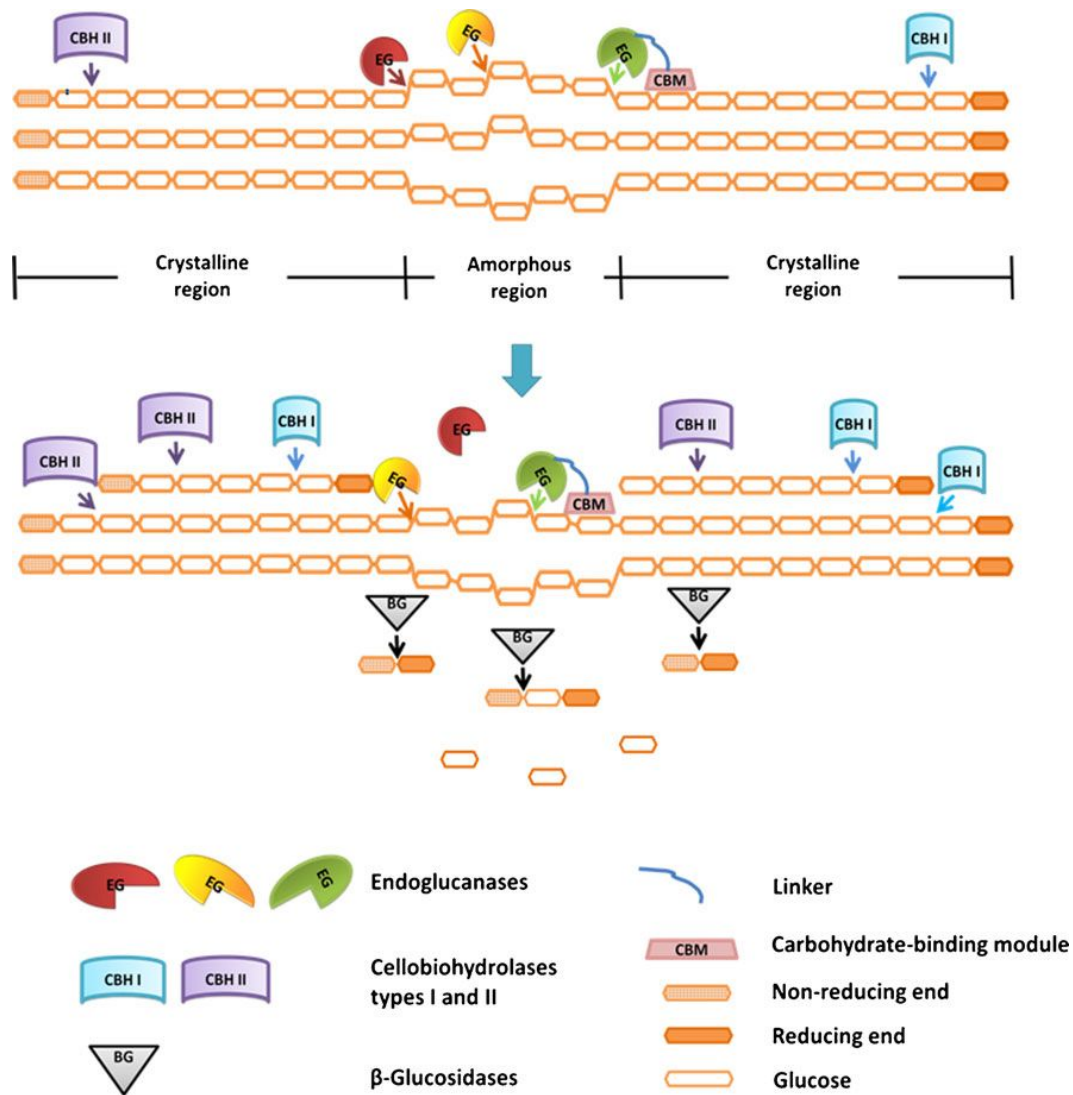 CBH II
EG
EG
EG
CBM
CBH I
Crystalline
region
Amorphous
region
Crystalline
region
CBH II
CBH II
CBH I
EG
EG
EG
CBM
CBH II
CBH I
CBH I
BG
BG
BG
EG
EG
EG
Endoglucanases
Linker
CBH I
CBH II
Cellobiohydrolases
types I and II
CBM
Carbohydrate-binding module
Non-reducing end
Reducing end
BG
β-Glucosidases
Glucose